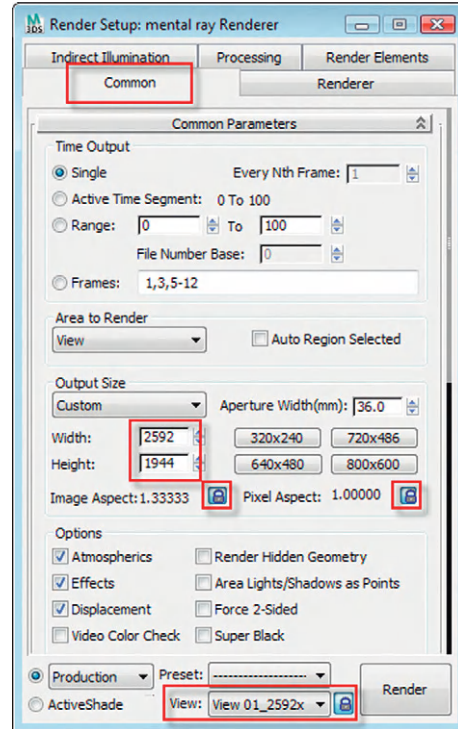 3DS Render Setup: mental ray Renderer
Indirect Illumination Processing Render Elements
Common Renderer
Common Parameters
Time Output
Single Every Nth Frame: 1
Active Time Segment: 0 To 100
Range: 0 To 100
File Number Base: 0
Frames: 1,3,5-12
Area to Render
View Auto Region Selected
Output Size
Custom Aperture Width(mm): 36.0
Width: 2592 320x240 720x486
Height: 1944 640x480 800x600
Image Aspect: 1.33333 Pixel Aspect: 1.00000
Options
Atmospherics Render Hidden Geometry
Effects Area Lights/Shadows as Points
Displacement Force 2-Sided
Video Color Check Super Black
Production Preset: --------------------
ActiveShade View: View 01_2592x Render